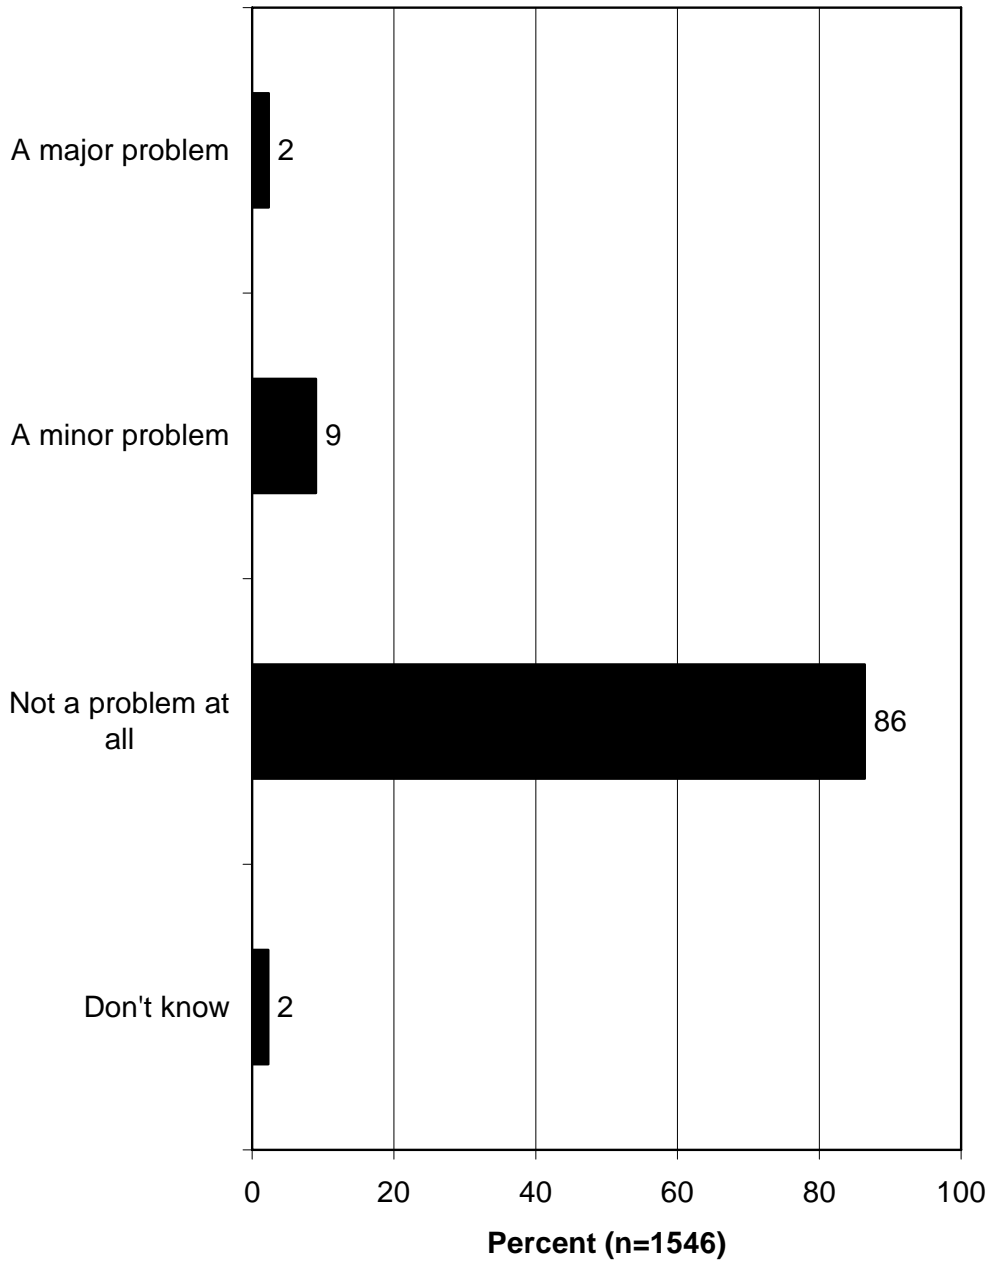 A major problem
2
A minor problem
9
Not a problem at
all
86
Don't know
2
0 20 40 60 80 100
Percent (n=1546)